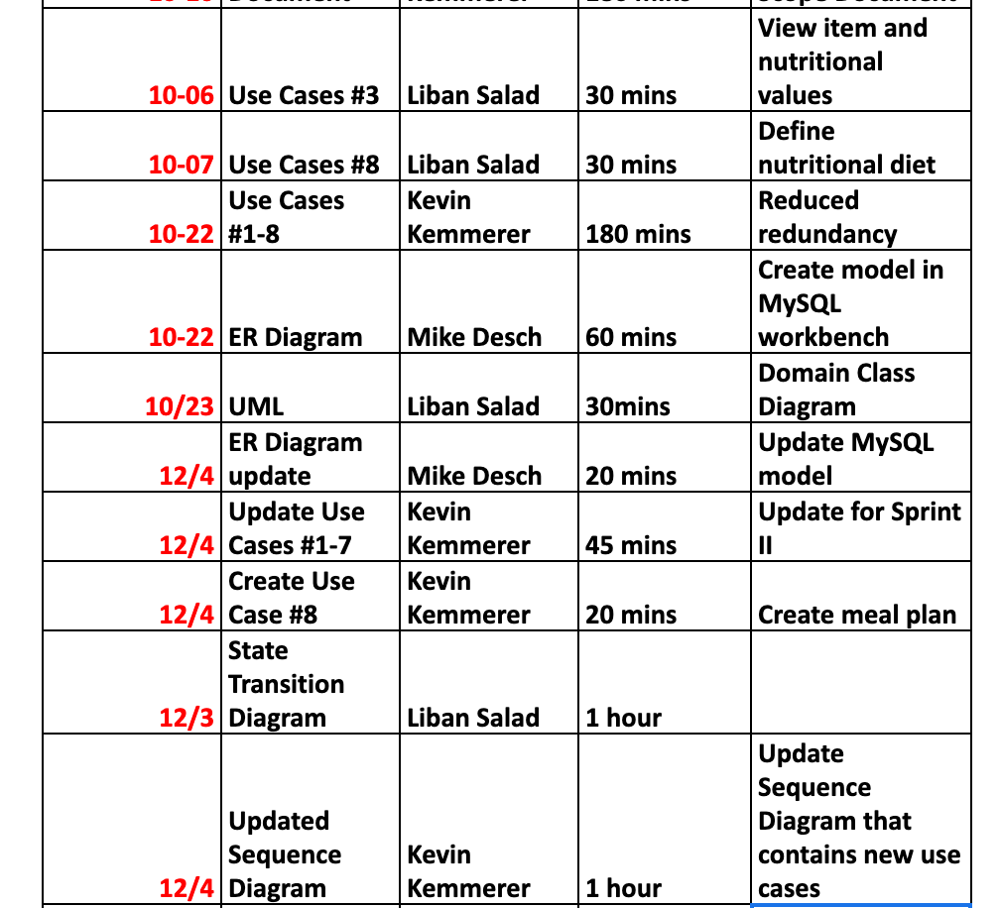 View item and
nutritional
10-06 Use Cases #3 Liban Salad 30 mins values
Define
10-07 Use Cases #8 Liban Salad 30 mins nutritional diet
Use Cases Kevin Reduced
10-22 #1-8 Kemmerer 180 mins redundancy
Create model in
MySQL
10-22 ER Diagram Mike Desch 60 mins workbench
Domain Class
10/23 UML Liban Salad 30mins Diagram
ER Diagram Update MySQL
12/4 update Mike Desch 20 mins model
Update Use Kevin Update for Sprint
12/4 Cases #1-7 Kemmerer 45 mins II
Create Use Kevin
12/4 Case #8 Kemmerer 20 mins Create meal plan
State
Transition
12/3 Diagram Liban Salad 1 hour
Update
Sequence
Updated Diagram that
Sequence Kevin contains new use
12/4 Diagram Kemmerer 1 hour cases